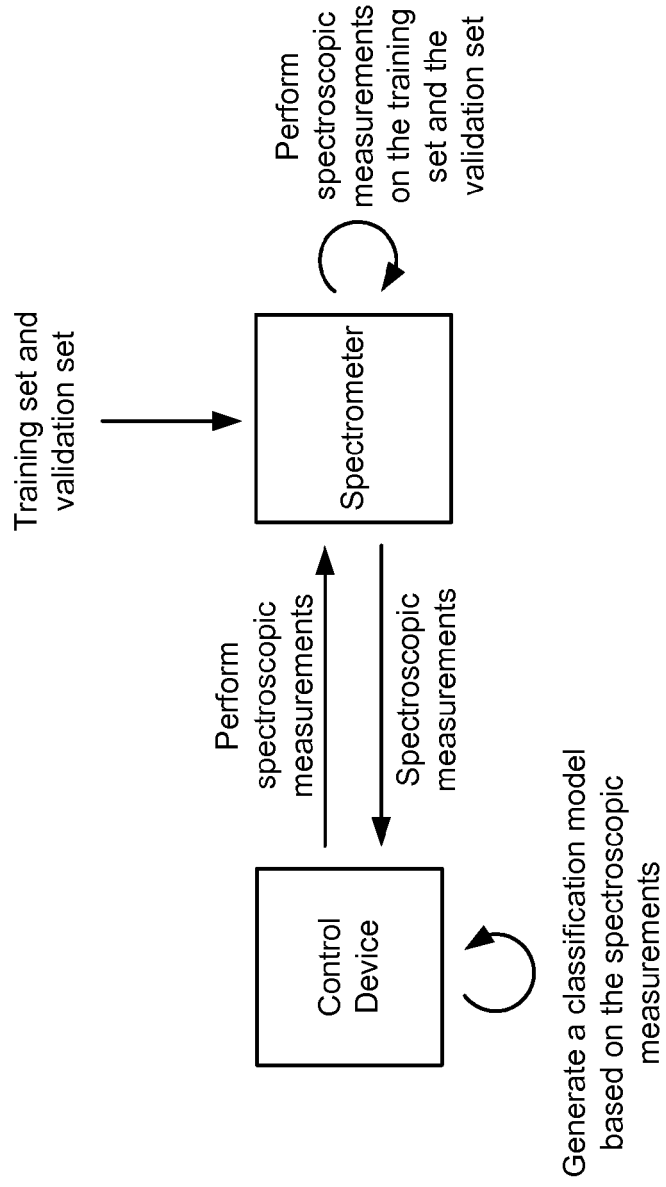 Training set and
validation set
Perform
spectroscopic
measurements
Spectrometer
Perform
spectroscopic
measurements
on the training
set and the
validation set
Control
Device
Spectroscopic
measurements
Generate a classification model
based on the spectroscopic
measurements